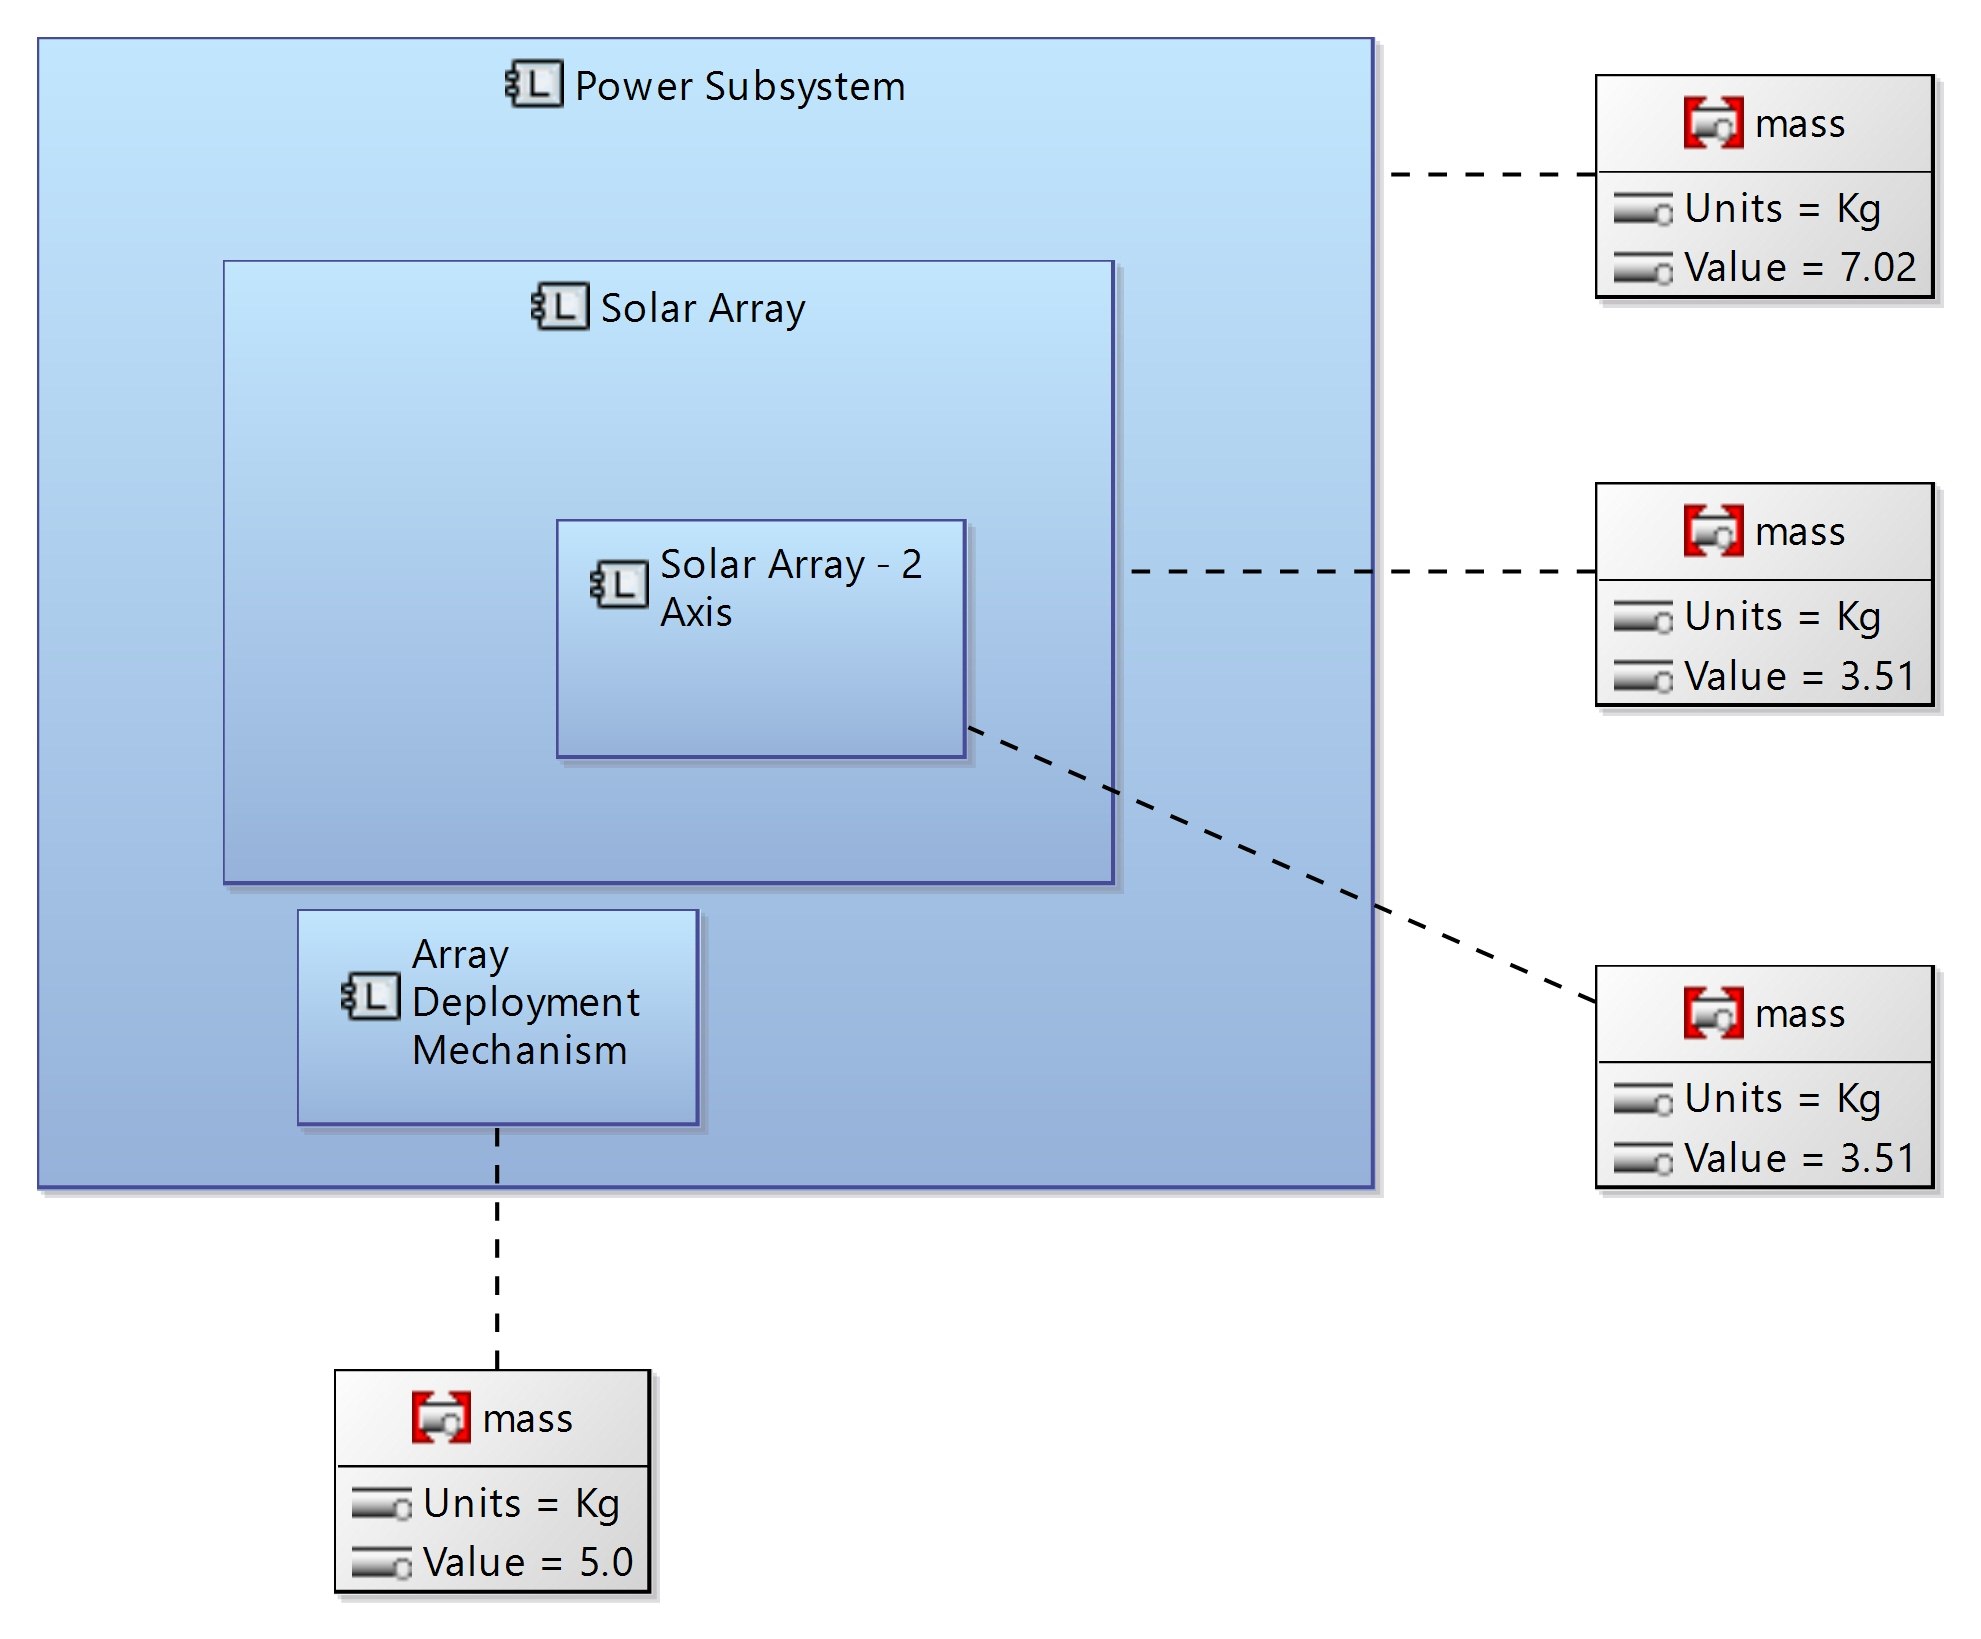 Power Subsystem
mass
Units = Kg
Value = 7.02
Solar Array
mass
Units = Kg
Value = 3.51
Solar Array - 2
Axis
mass
Units = Kg
Value = 3.51
Array
Deployment
Mechanism
mass
Units = Kg
Value = 5.0